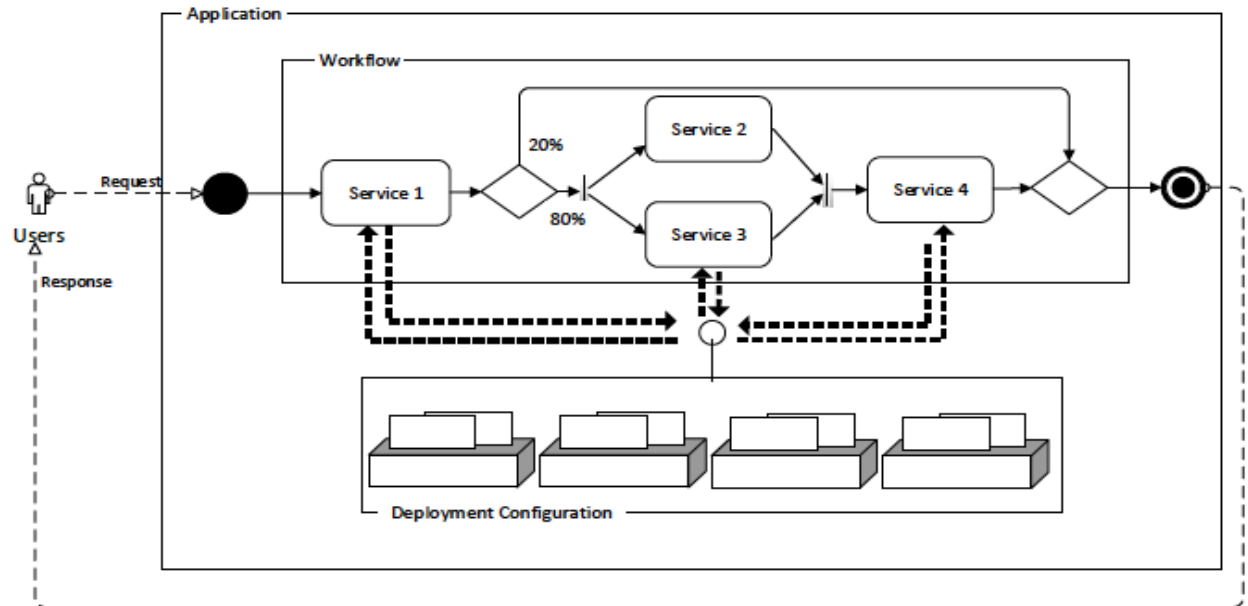 Application
Workflow
Service 2
20%
Request
Service 1
Service 4
80%
Service 3
Users
Response
Deployment Configuration